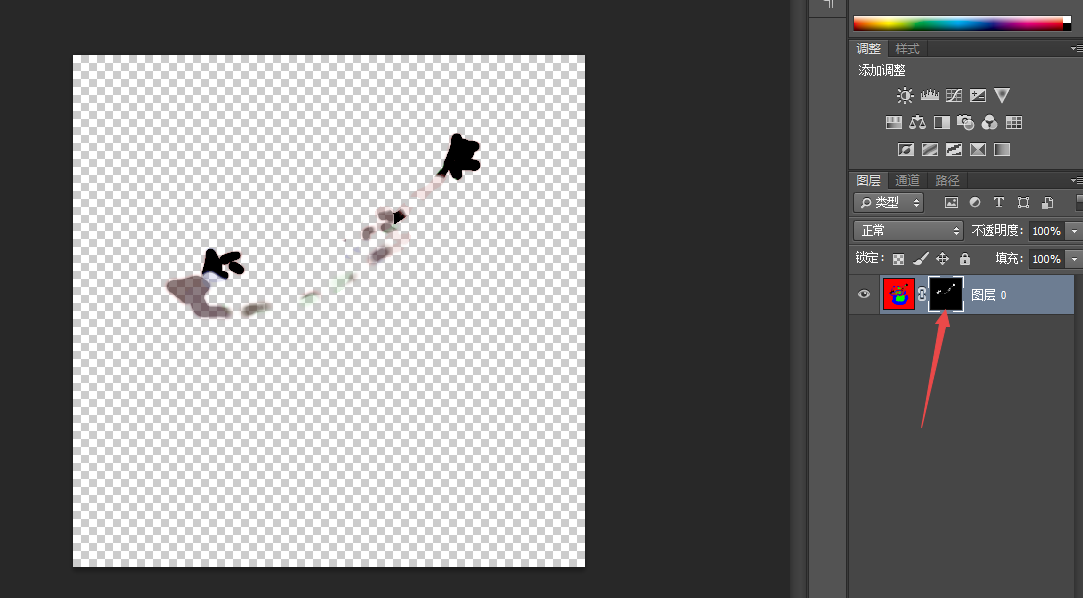 调整 样式
添加调整
图层 通道 路径
类型 T
正常 不透明度: 100%
锁定: 填充: 100%
图层 0